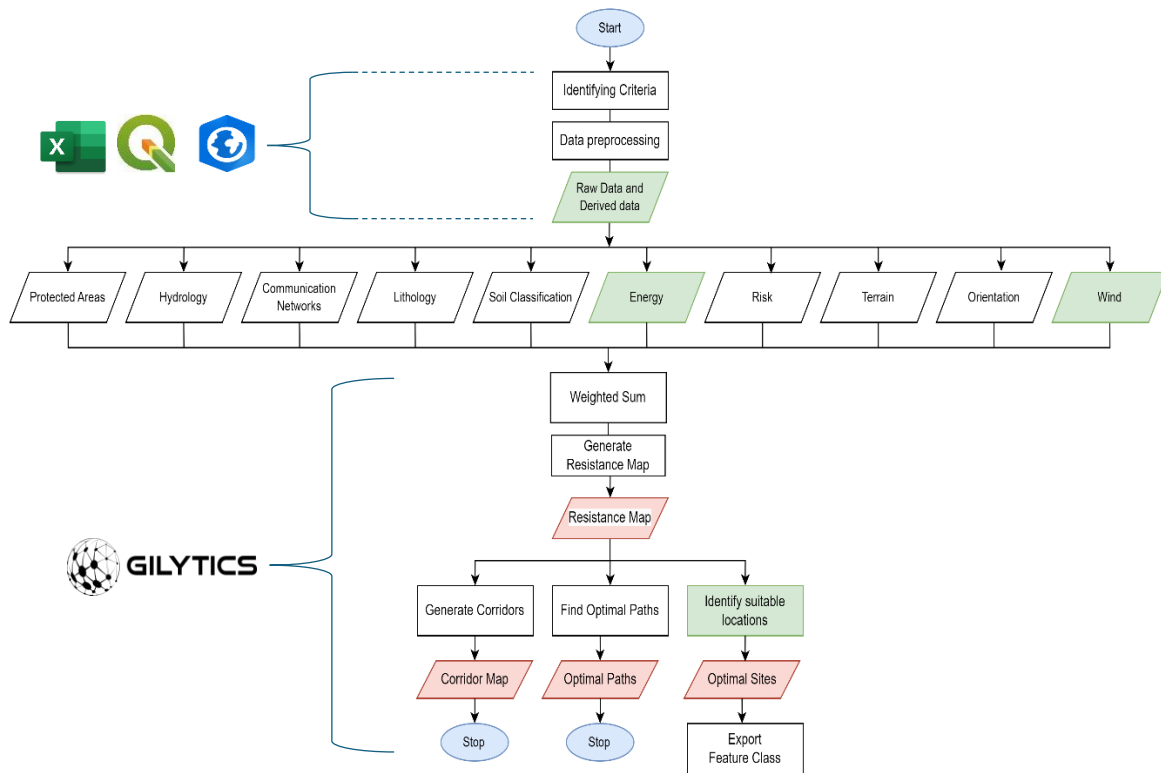 Start
Identifying Criteria
X
Data preprocessing
Raw Data and
Derived data
Protected Areas
Hydrology
Communication
Networks
Lithology
Soil Classification
Energy
Risk
Terrain
Orientation
Wind
Weighted Sum
Generate
Resistance Map
Resistance Map
GILYTICS
Generate Corridors
Find Optimal Paths
Identify suitable
locations
Corridor Map
Optimal Paths
Optimal Sites
Stop
Stop
Export
Feature Class